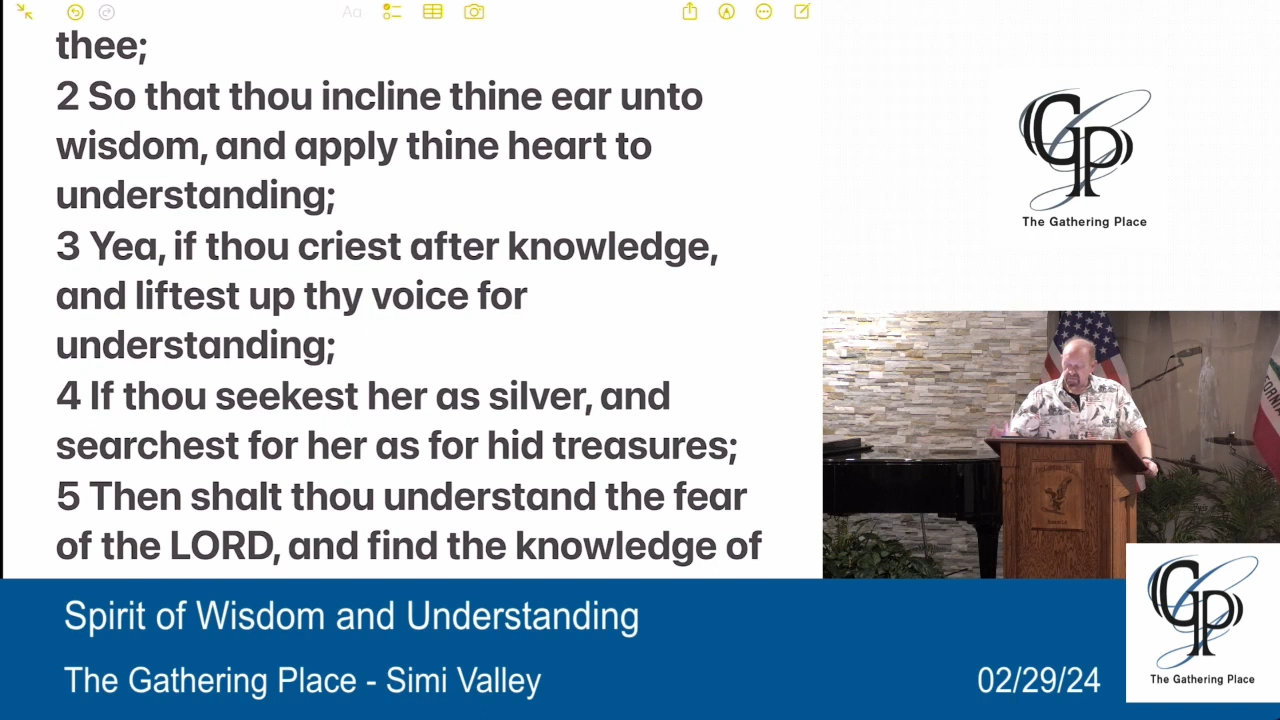 thee;
2 So that thou incline thine ear unto
wisdom, and apply thine heart to
understanding;
3 Yea, if thou criest after knowledge,
and liftest up thy voice for
understanding;
4 If thou seekest her as silver, and
searchest for her as for hid treasures;
5 Then shalt thou understand the fear
of the LORD, and find the knowledge of
Aa
GP
The Gathering Place
Spirit of Wisdom and Understanding
The Gathering Place - Simi Valley
02/29/24
GP
The Gathering Place